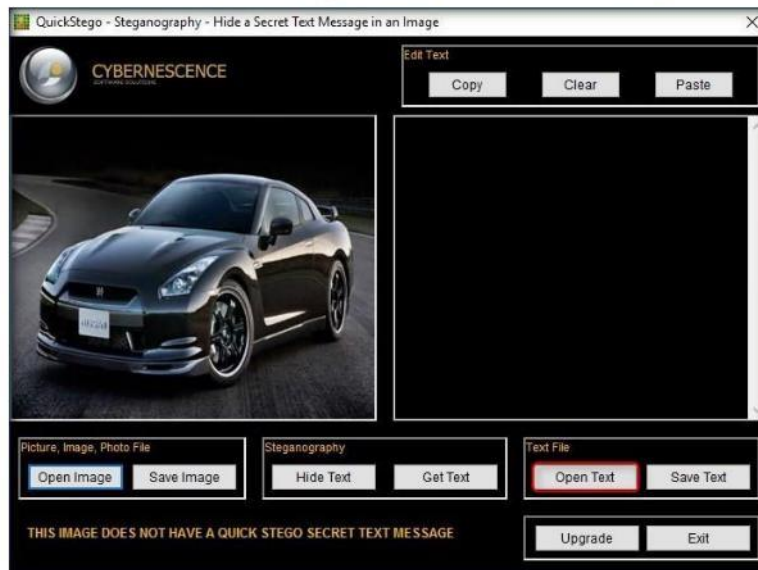 QuickStego - Steganography - Hide a Secret Text Message in an Image
CYBERNESCENCE
SOFTWARE SOLUTIONS
Edit Text
Copy Clear Paste
Picture, Image, Photo File
Open Image Save Image
Steganography
Hide Text Get Text
Text File
Open Text Save Text
THIS IMAGE DOES NOT HAVE A QUICK STEGO SECRET TEXT MESSAGE
Upgrade Exit